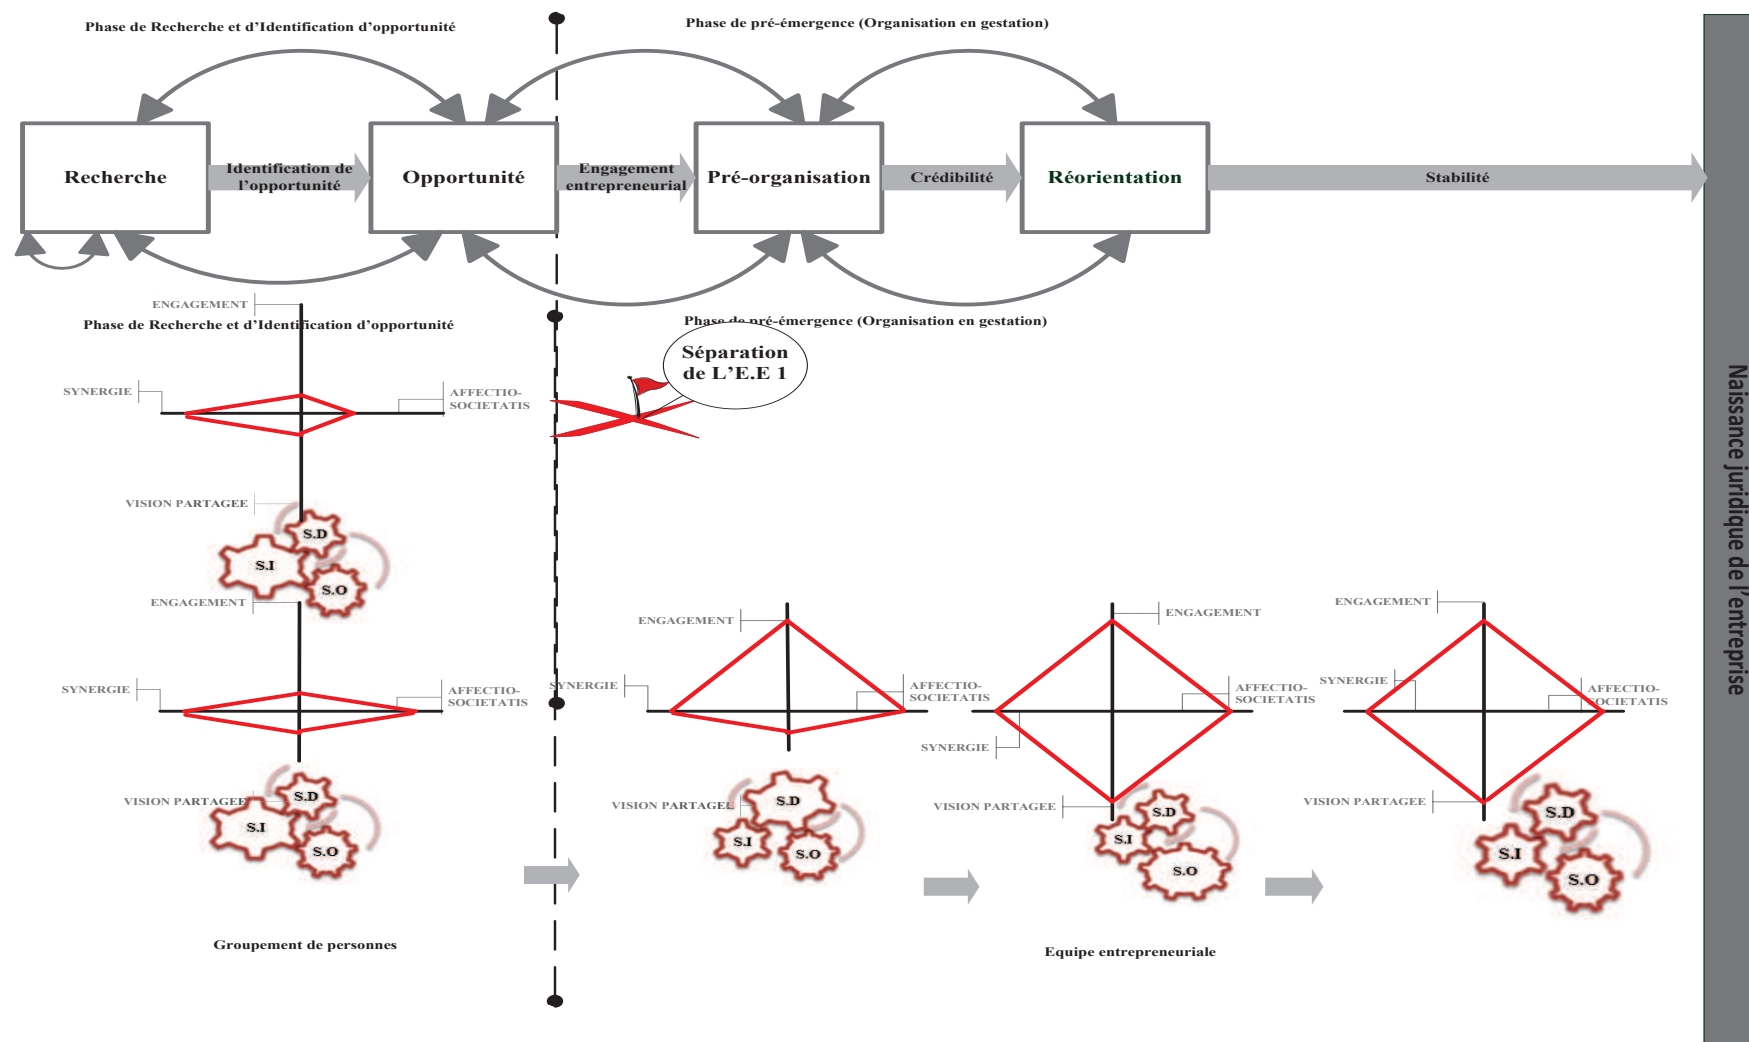 Phase de Recherche et d'Identification d'opportunité
Phase de pré-émergence (Organisation en gestation)
Recherche
Identification de
l'opportunité
Opportunité
Engagement
entrepreneurial
Pré-organisation
Crédibilité
Réorientation
Stabilité
Naissance juridique de l'entreprise
ENGAGEMENT
Phase de Recherche et d'Identification d'opportunité
Phase de pré-émergence (Organisation en gestation)
Séparation
de L'E.E 1
SYNERGIE
AFFECTIO-
SOCIETATIS
VISION PARTAGEE
S.D
S.I
S.O
ENGAGEMENT
SYNERGIE
AFFECTIO-
SOCIETATIS
VISION PARTAGEE
S.D
S.I
S.O
ENGAGEMENT
SYNERGIE
AFFECTIO-
SOCIETATIS
VISION PARTAGEE
S.D
S.I
S.O
ENGAGEMENT
AFFECTIO-
SOCIETATIS
SYNERGIE
VISION PARTAGEE
S.D
S.I
S.O
ENGAGEMENT
SYNERGIE
AFFECTIO-
SOCIETATIS
VISION PARTAGEE
S.D
S.I
S.O
Groupement de personnes
Equipe entrepreneuriale